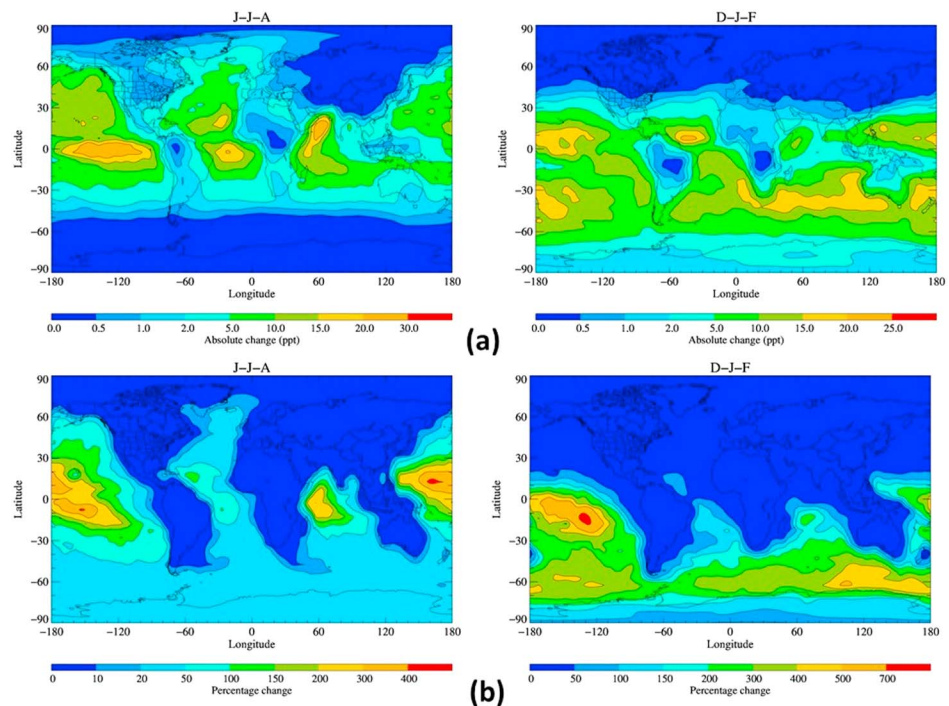 J-J-A
D-J-F
90
60
30
0
-30
-60
-90
Latitude
-180 -120 -60 0 60 120 180
Longitude
0.0 0.5 1.0 2.0 5.0 10.0 15.0 20.0 30.0
Absolute change (ppt)
90
60
30
0
-30
-60
-90
Latitude
-180 -120 -60 0 60 120 180
Longitude
0.0 0.5 1.0 2.0 5.0 10.0 15.0 20.0 25.0
Absolute change (ppt)
(a)
J-J-A
D-J-F
90
60
30
0
-30
-60
-90
Latitude
-180 -120 -60 0 60 120 180
Longitude
0 10 20 50 100 150 200 300 400
Percentage change
90
60
30
0
-30
-60
-90
Latitude
-180 -120 -60 0 60 120 180
Longitude
0 50 100 150 200 300 500 700
Percentage change
(b)